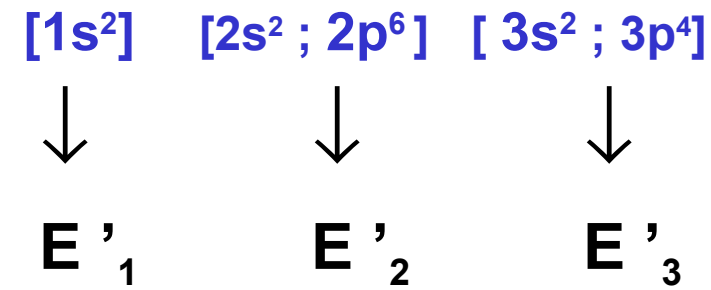 [1s²] [2s² ; 2p⁶ ] [ 3s² ; 3p⁴]
E ’₁ E ’₂ E ’₃